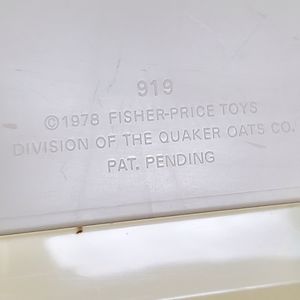 919
©1978 FISHER-PRICE TOYS
DIVISION OF THE QUAKER OATS CO.
PAT. PENDING